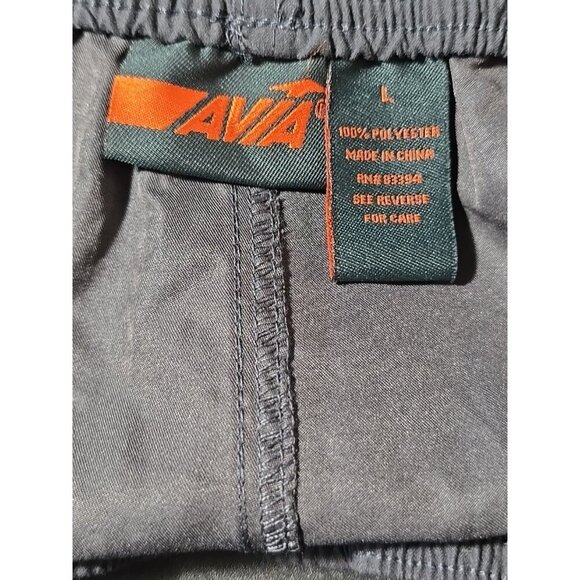 AVIA®
L
100% POLYESTER
MADE IN CHINA
RN# 83394
SEE REVERSE
FOR CARE